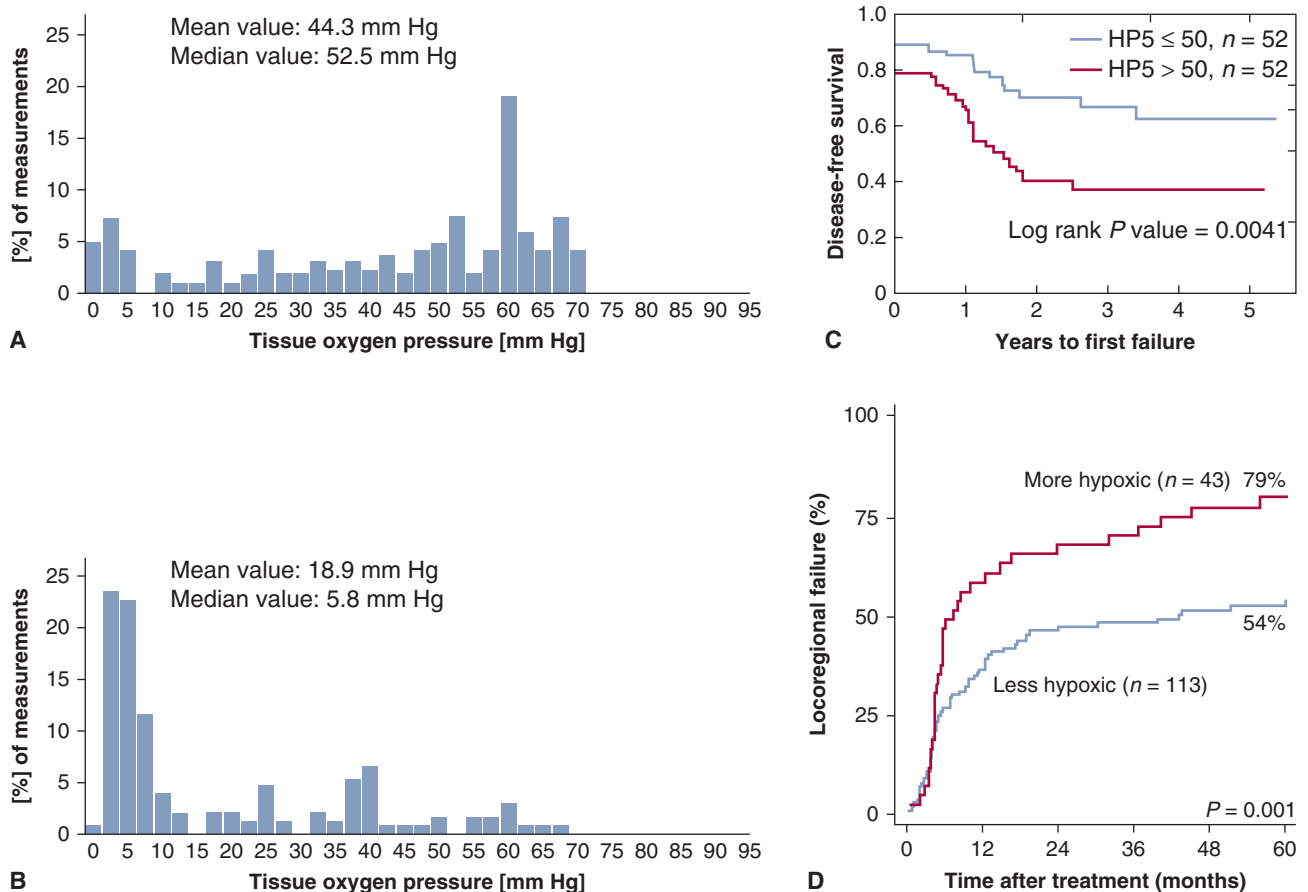 25
20
15
10
5
0
[%] of measurements
Mean value: 44.3 mm Hg
Median value: 52.5 mm Hg
0 5 10 15 20 25 30 35 40 45 50 55 60 65 70 75 80 85 90 95
Tissue oxygen pressure [mm Hg]
A
1.0
0.8
0.6
0.4
0.2
0
Disease-free survival
HP5 ≤ 50, n = 52
HP5 > 50, n = 52
Log rank P value = 0.0041
0 1 2 3 4 5
Years to first failure
C
25
20
15
10
5
0
[%] of measurements
Mean value: 18.9 mm Hg
Median value: 5.8 mm Hg
0 5 10 15 20 25 30 35 40 45 50 55 60 65 70 75 80 85 90 95
Tissue oxygen pressure [mm Hg]
B
100
75
50
25
0
Locoregional failure (%)
More hypoxic (n = 43) 79%
54%
Less hypoxic (n = 113)
P = 0.001
0 12 24 36 48 60
Time after treatment (months)
D